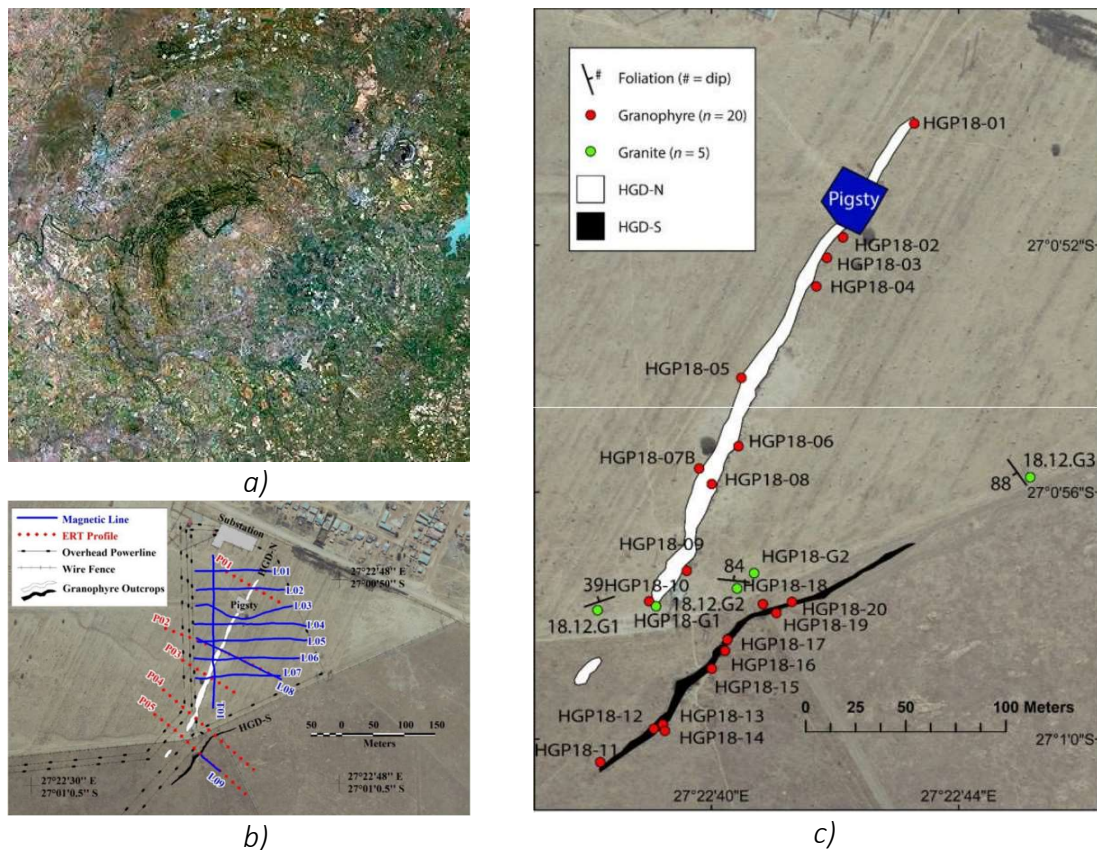 a)
Magnetic Line
ERT Profile
Overhead Powerline
Wire Fence
Granophyre Outcrops
Substation
P01
HGD-N
27°22'48" E
27°00'50" S
L01
L02
Pigsty
L03
L04
P02
L05
P03
L06
L07
L08
P04
L01
P05
HGD-S
50 0 50 100 150
Meters
L09
27°22'30" E
27°01'0.5" S
27°22'48" E
27°01'0.5" S
b)
# Foliation (# = dip)
Granophyre (n = 20)
Granite (n = 5)
HGD-N
HGD-S
HGP18-01
Pigsty
HGP18-02
27°0'52"S
HGP18-03
HGP18-04
HGP18-05
HGP18-06
HGP18-07B
HGP18-08
18.12.G3
88
27°0'56"S
HGP18-09
84
HGP18-G2
39
HGP18-10
HGP18-18
18.12.G2
HGP18-20
18.12.G1
HGP18-G1
HGP18-19
HGP18-17
HGP18-16
HGP18-15
HGP18-12
HGP18-13
HGP18-14
HGP18-11
0 50 100 Meters
27°1'0"S
27°22'40"E
27°22'44"E
c)